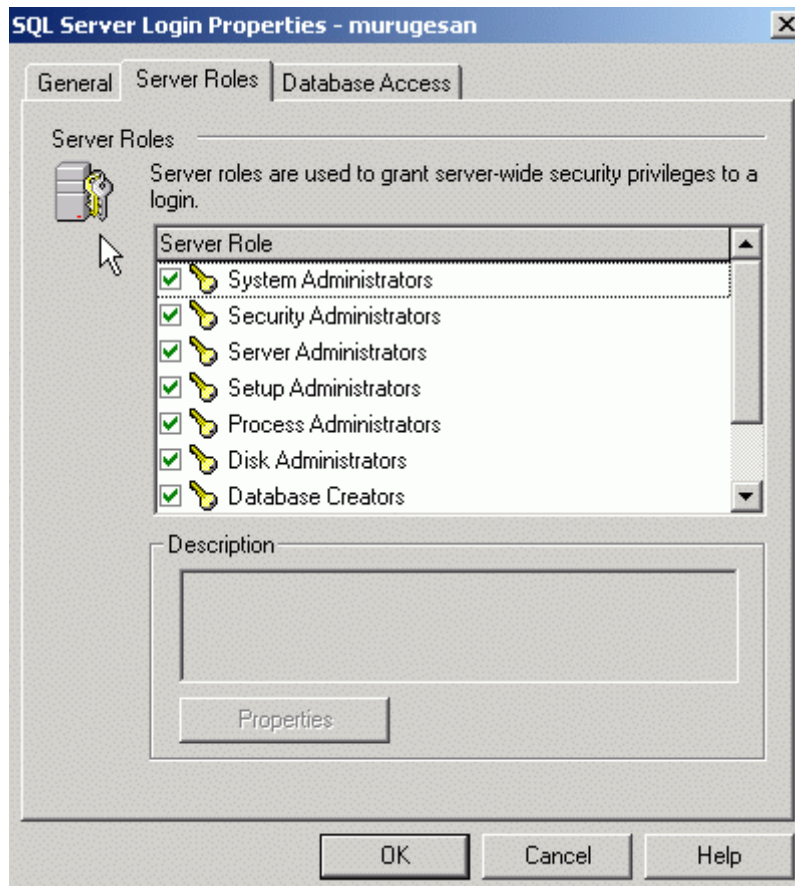 SQL Server Login Properties - murugesan
General Server Roles Database Access
Server Roles
Server roles are used to grant server-wide security privileges to a
login.
Server Role
System Administrators
Security Administrators
Server Administrators
Setup Administrators
Process Administrators
Disk Administrators
Database Creators
Description
Properties
OK Cancel Help